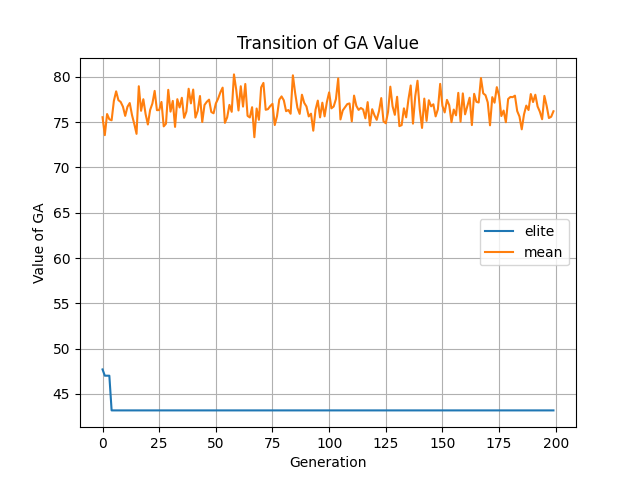 Transition of GA Value
Value of GA
80
75
70
65
60
55
50
45
elite
mean
0 25 50 75 100 125 150 175 200
Generation